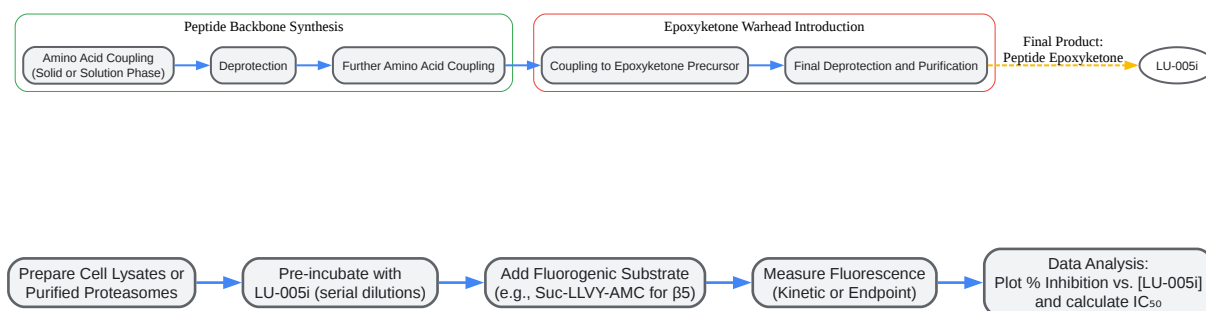 Peptide Backbone Synthesis
Epoxyketone Warhead Introduction
Amino Acid Coupling
(Solid or Solution Phase)
Deprotection
Further Amino Acid Coupling
Coupling to Epoxyketone Precursor
Final Deprotection and Purification
Final Product:
Peptide Epoxyketone
LU-005i
Prepare Cell Lysates or
Purified Proteasomes
Pre-incubate with
LU-005i (serial dilutions)
Add Fluorogenic Substrate
(e.g., Suc-LLVY-AMC for β5)
Measure Fluorescence
(Kinetic or Endpoint)
Data Analysis:
Plot % Inhibition vs. [LU-005i]
and calculate IC₅₀